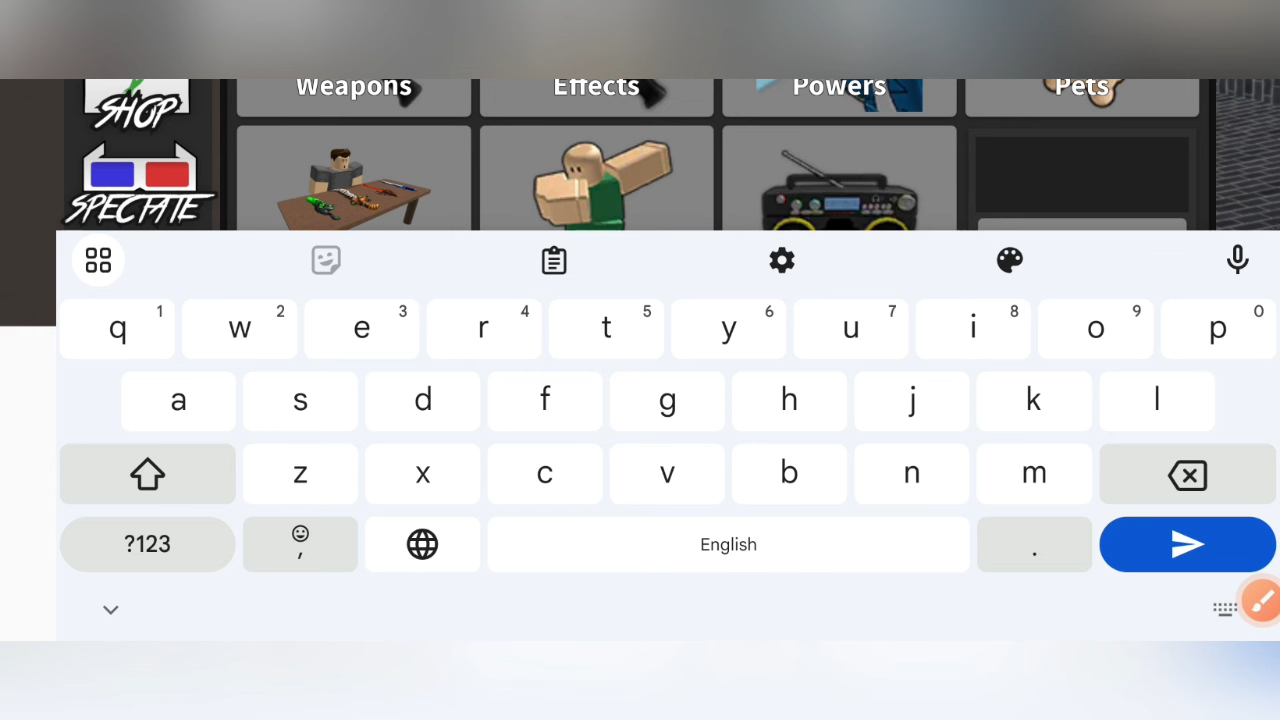 SHOP
SPECTATE
Weapons Effects Powers Pets
q 1 w 2 e 3 r 4 t 5 y 6 u 7 i 8 o 9 p 0
a s d f g h j k l
z x c v b n m
?123 , English .